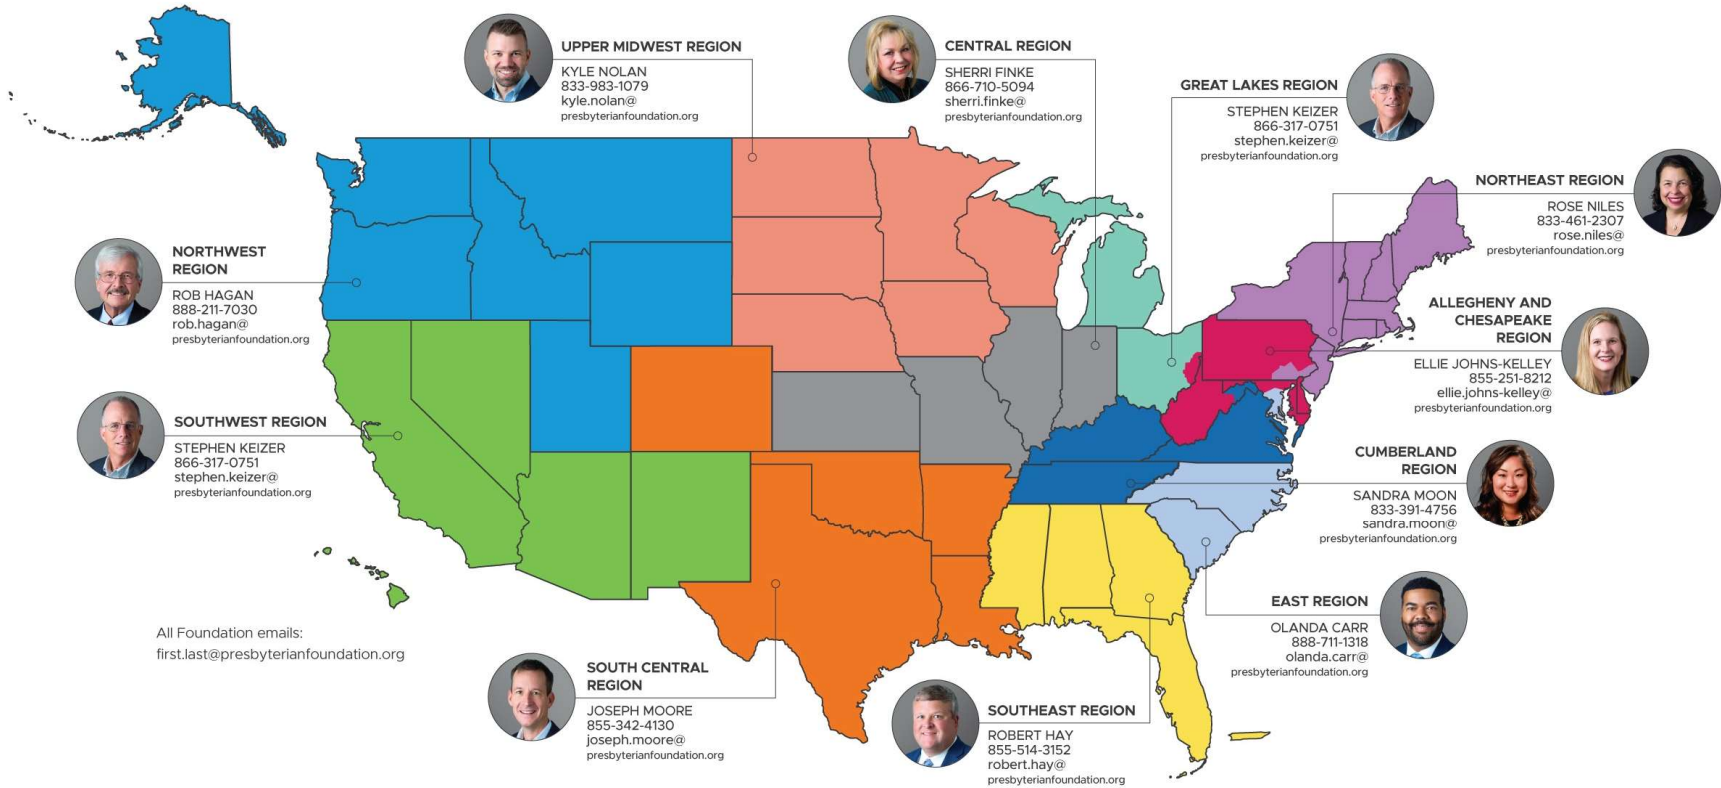 UPPER MIDWEST REGION
KYLE NOLAN
833-983-1079
kyle.nolan@
presbyterianfoundation.org
CENTRAL REGION
SHERRI FINKE
866-710-5094
sherri.finke@
presbyterianfoundation.org
GREAT LAKES REGION
STEPHEN KEIZER
866-317-0751
stephen.keizer@
presbyterianfoundation.org
NORTHEAST REGION
ROSE NILES
833-461-2307
rose.niles@
presbyterianfoundation.org
NORTHWEST
REGION
ROB HAGAN
888-211-7030
rob.hagan@
presbyterianfoundation.org
ALLEGHENY AND
CHESAPEAKE
REGION
ELLIE JOHNS-KELLEY
855-251-8212
ellie.johns-kelley@
presbyterianfoundation.org
SOUTHWEST REGION
STEPHEN KEIZER
866-317-0751
stephen.keizer@
presbyterianfoundation.org
CUMBERLAND
REGION
SANDRA MOON
833-391-4756
sandra.moon@
presbyterianfoundation.org
EAST REGION
OLANDA CARR
888-711-1318
olanda.carr@
presbyterianfoundation.org
All Foundation emails:
first.last@presbyterianfoundation.org
SOUTH CENTRAL
REGION
JOSEPH MOORE
855-342-4130
joseph.moore@
presbyterianfoundation.org
SOUTHEAST REGION
ROBERT HAY
855-514-3152
robert.hay@
presbyterianfoundation.org